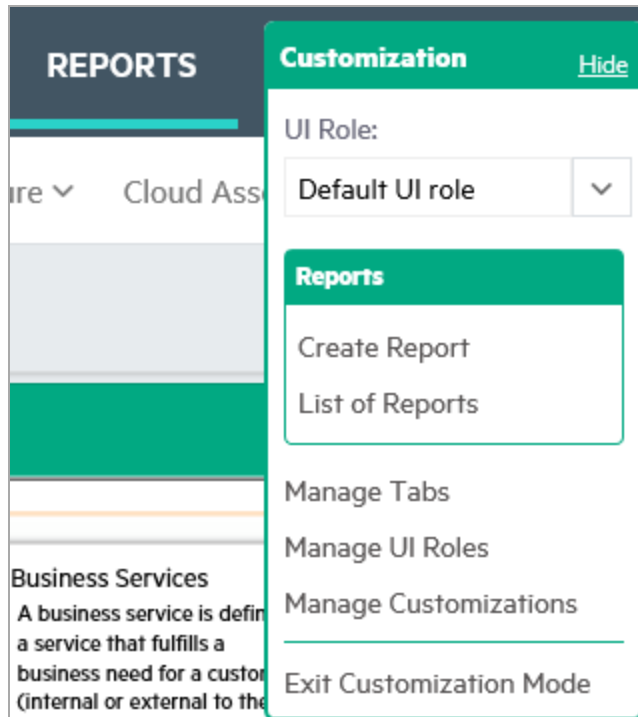 REPORTS
Customization
Hide
UI Role:
Default UI role
Cloud
Reports
Create Report
List of Reports
Manage Tabs
Manage UI Roles
Manage Customizations
Exit Customization Mode
Business Services
A business service is
a service that fulfills a
business need for a
(internal or external to the